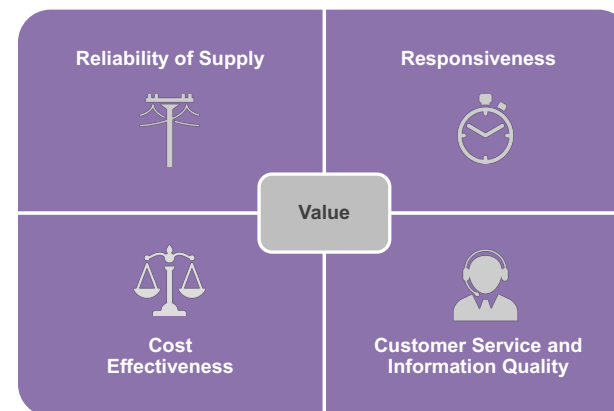 Reliability of Supply
Responsiveness
Value
Cost
Effectiveness
Customer Service and
Information Quality